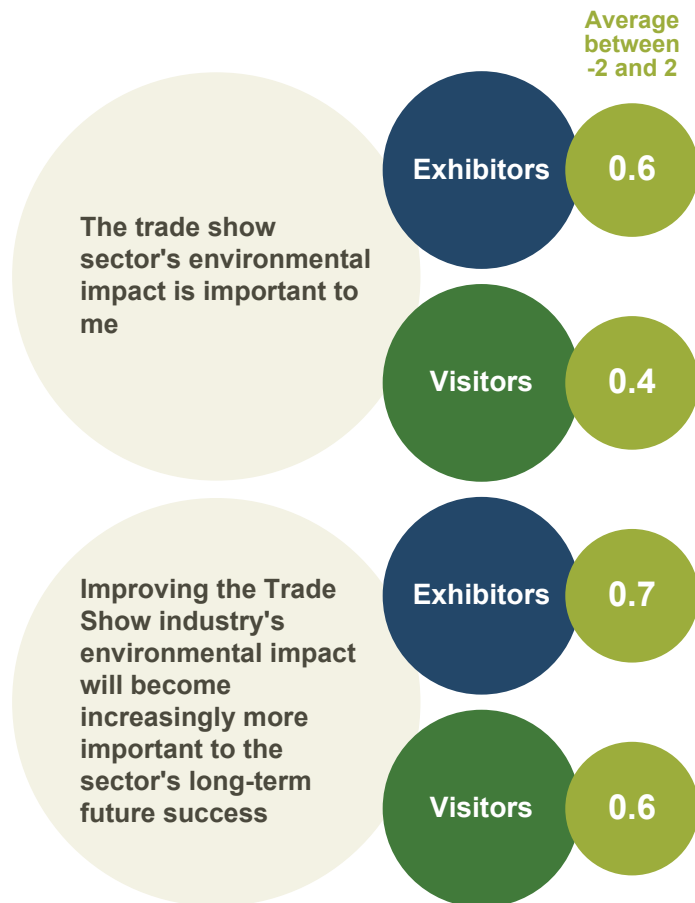 Average
between
-2 and 2
Exhibitors
0.6
The trade show
sector's environmental
impact is important to
me
Visitors
0.4
Exhibitors
0.7
Improving the Trade
Show industry's
environmental impact
will become
increasingly more
important to the
sector's long-term
future success
Visitors
0.6